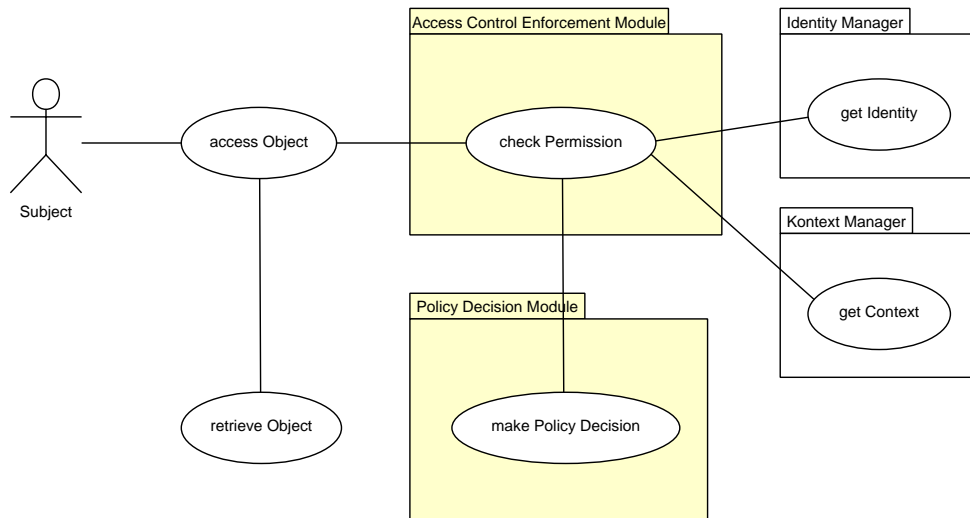 Access Control Enforcement Module
Identity Manager
access Object
check Permission
get Identity
Subject
Kontext Manager
Policy Decision Module
get Context
retrieve Object
make Policy Decision